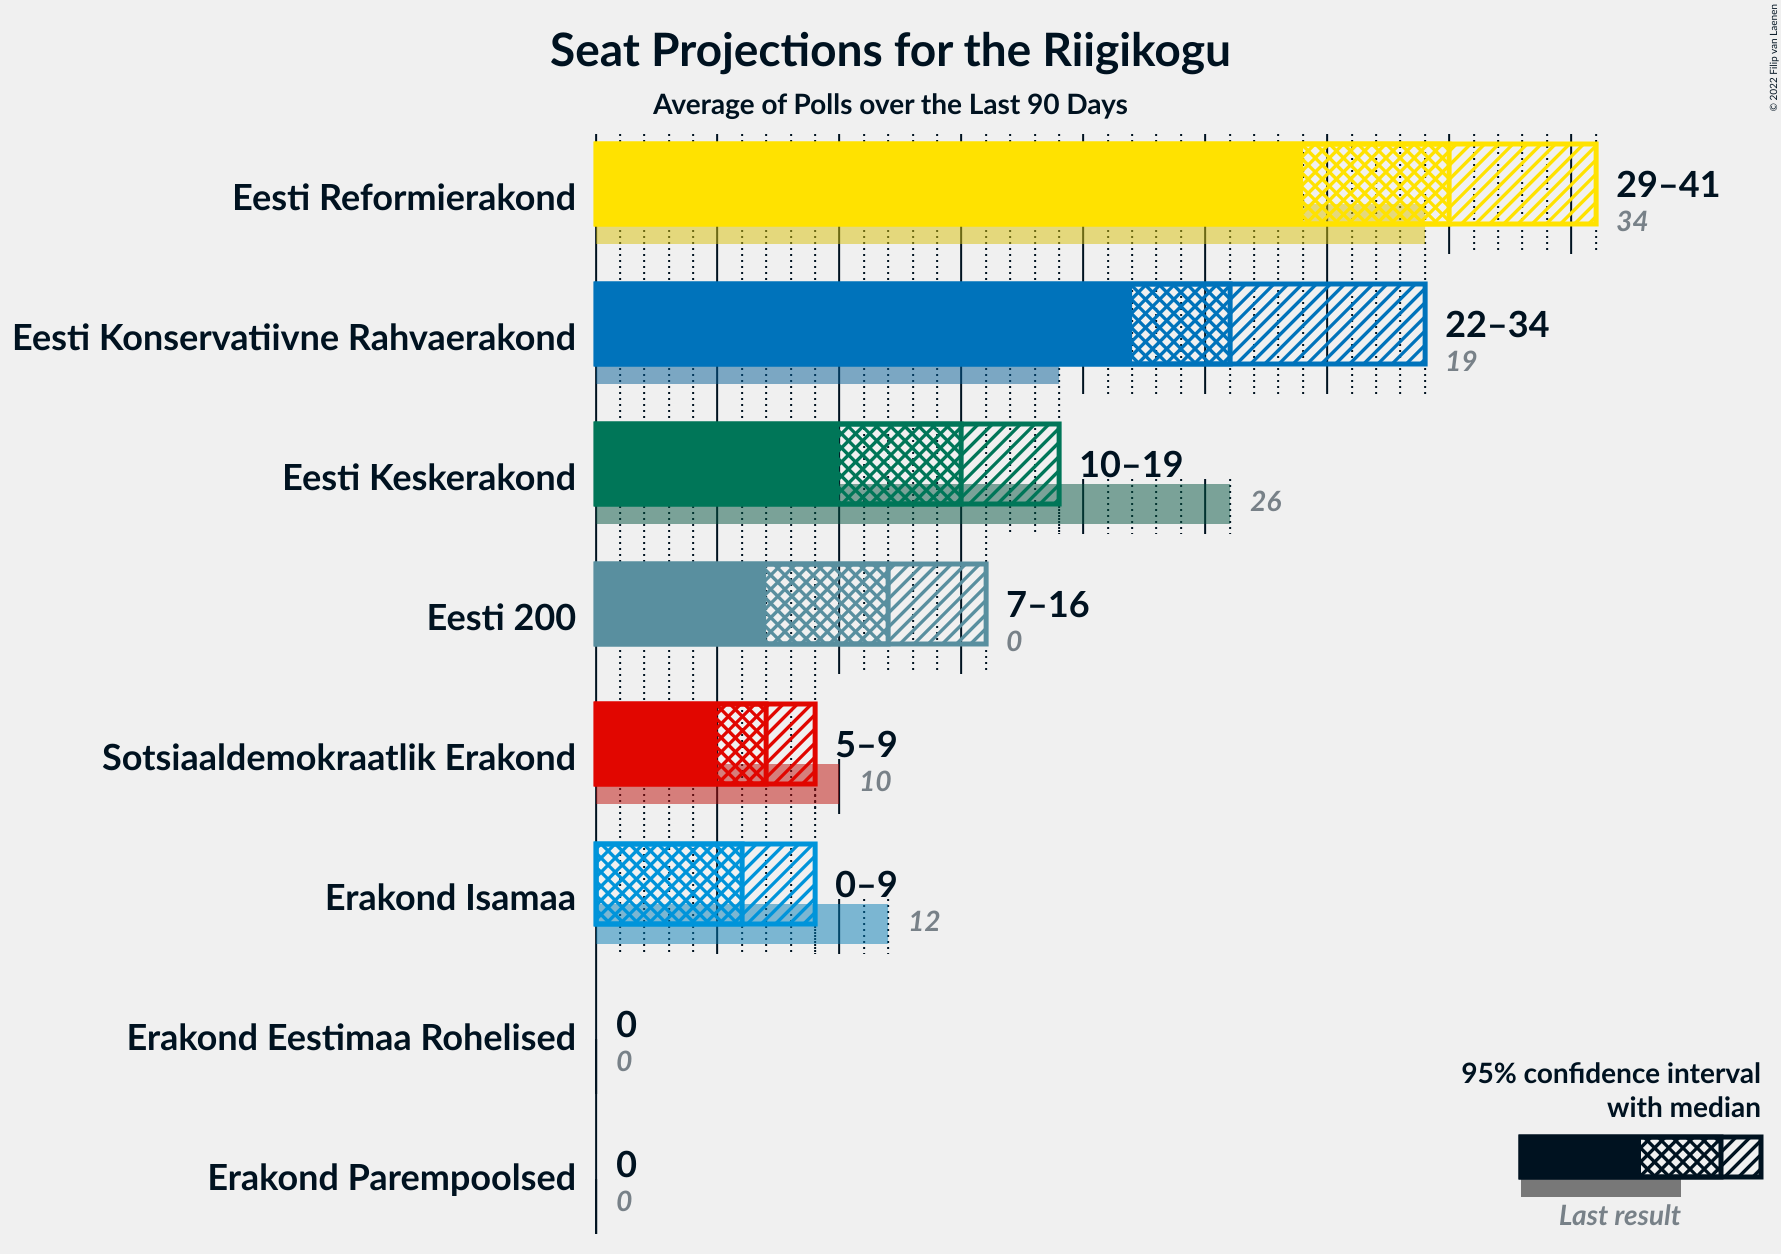 Seat Projections for the Riigikogu
Average of Polls over the Last 90 Days
© 2022 Filip van Laenen
Eesti Reformierakond
29–41
34
Eesti Konservatiivne Rahvaerakond
22–34
19
Eesti Keskerakond
10–19
26
Eesti 200
7–16
0
Sotsiaaldemokraatlik Erakond
5–9
10
Erakond Isamaa
0–9
12
Erakond Eestimaa Rohelised
0
0
Erakond Parempoolsed
0
0
95% confidence interval
with median
Last result